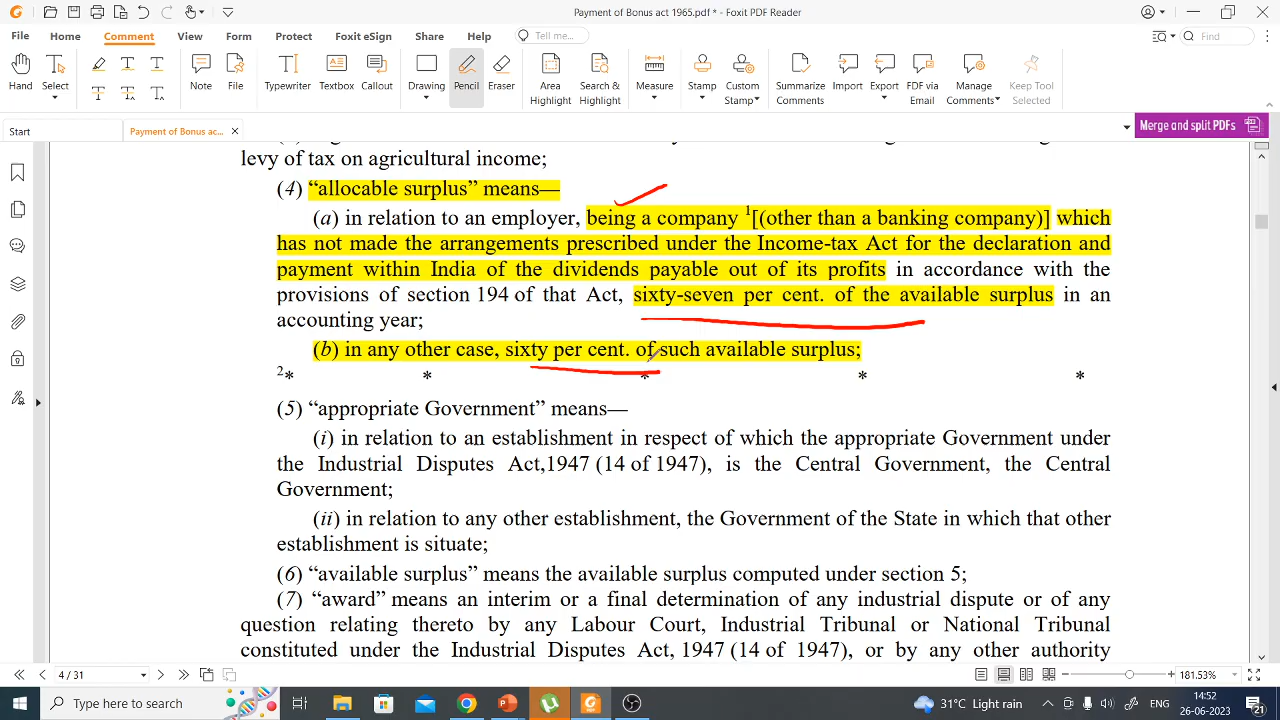 Payment of Bonus act 1965.pdf * - Foxit PDF Reader
File Home Comment View Form Protect Foxit eSign Share Help Tell me... Find
Hand Select Note File Typewriter Textbox Callout Drawing Pencil Eraser Area Highlight Search & Highlight Measure Stamp Custom Stamp Summarize Comments Import Export FDF via Email Manage Comments Keep Tool Selected
Start Payment of Bonus ac... Merge and split PDFs
levy of tax on agricultural income;
(4) “allocable surplus” means—
(a) in relation to an employer, being a company 1[(other than a banking company)] which
has not made the arrangements prescribed under the Income-tax Act for the declaration and
payment within India of the dividends payable out of its profits in accordance with the
provisions of section 194 of that Act, sixty-seven per cent. of the available surplus in an
accounting year;
(b) in any other case, sixty per cent. of such available surplus;
2* * * * *
(5) “appropriate Government” means—
(i) in relation to an establishment in respect of which the appropriate Government under
the Industrial Disputes Act,1947 (14 of 1947), is the Central Government, the Central
Government;
(ii) in relation to any other establishment, the Government of the State in which that other
establishment is situate;
(6) “available surplus” means the available surplus computed under section 5;
(7) “award” means an interim or a final determination of any industrial dispute or of any
question relating thereto by any Labour Court, Industrial Tribunal or National Tribunal
constituted under the Industrial Disputes Act, 1947 (14 of 1947), or by any other authority
4 / 31 181.53%
Type here to search 31°C Light rain 14:52
26-06-2023 21